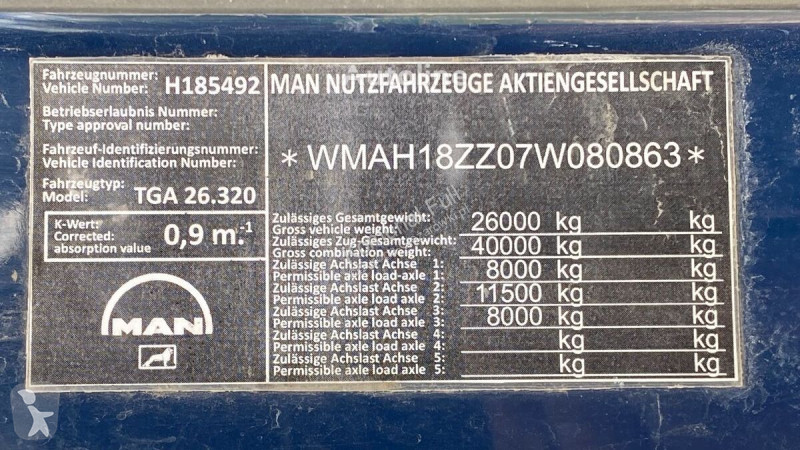 Fahrzeugnummer:
Vehicle Number: H185492
MAN NUTZFAHRZEUGE AKTIENGESELLSCHAFT
Betriebserlaubnis Nummer:
Type approval number:
Fahrzeuf-Identifizierungsnummer:
Vehicle Identification Number:
* WMAH18ZZ07W080863 *
Fahrzeugtyp:
Model: TGA 26.320
K-Wert:
Corrected: 0,9 m.⁻¹
absorption value
Zulässiges Gesamtgewicht:
Gross vehicle weight: 26000 kg kg
Zulässiges Zug-Gesamtgewicht:
Gross combination weight: 40000 kg kg
Zulässige Achslast Achse 1:
Permissible axle load-axle 1: 8000 kg kg
Zulässige Achslast Achse 2:
Permissible axle load axle 2: 11500 kg kg
Zulässige Achslast Achse 3:
Permissible axle load axle 3: 8000 kg kg
Zulässige Achslast Achse 4:
Permissible axle load axle 4: kg kg
Zulässige Achslast Achse 5:
Permissible axle load axle 5: kg kg
MAN